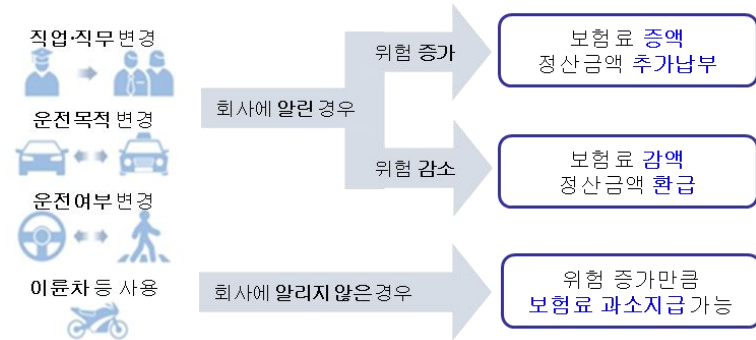 직업·직무 변경
운전목적 변경
운전여부 변경
이륜차 등 사용
회사에 알린 경우
위험 증가
보험료 증액
정산금액 추가납부
위험 감소
보험료 감액
정산금액 환급
회사에 알리지 않은 경우
위험 증가만큼
보험료 과소지급 가능